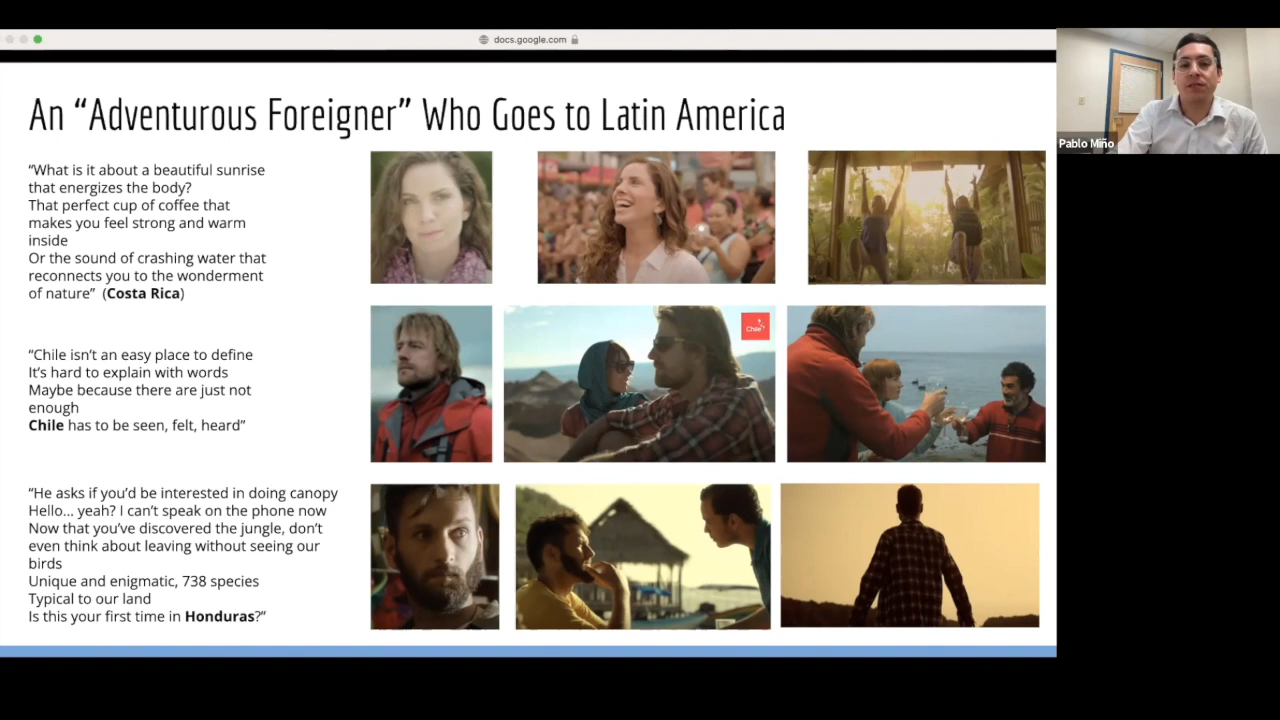 docs.google.com
An “Adventurous Foreigner” Who Goes to Latin America
“What is it about a beautiful sunrise
that energizes the body?
That perfect cup of coffee that
makes you feel strong and warm
inside
Or the sound of crashing water that
reconnects you to the wonderment
of nature” (Costa Rica)
“Chile isn’t an easy place to define
It’s hard to explain with words
Maybe because there are just not
enough
Chile has to be seen, felt, heard”
“He asks if you’d be interested in doing canopy
Hello... yeah? I can’t speak on the phone now
Now that you’ve discovered the jungle, don’t
even think about leaving without seeing our
birds
Unique and enigmatic, 738 species
Typical to our land
Is this your first time in Honduras?”
Chile
Pablo Miño